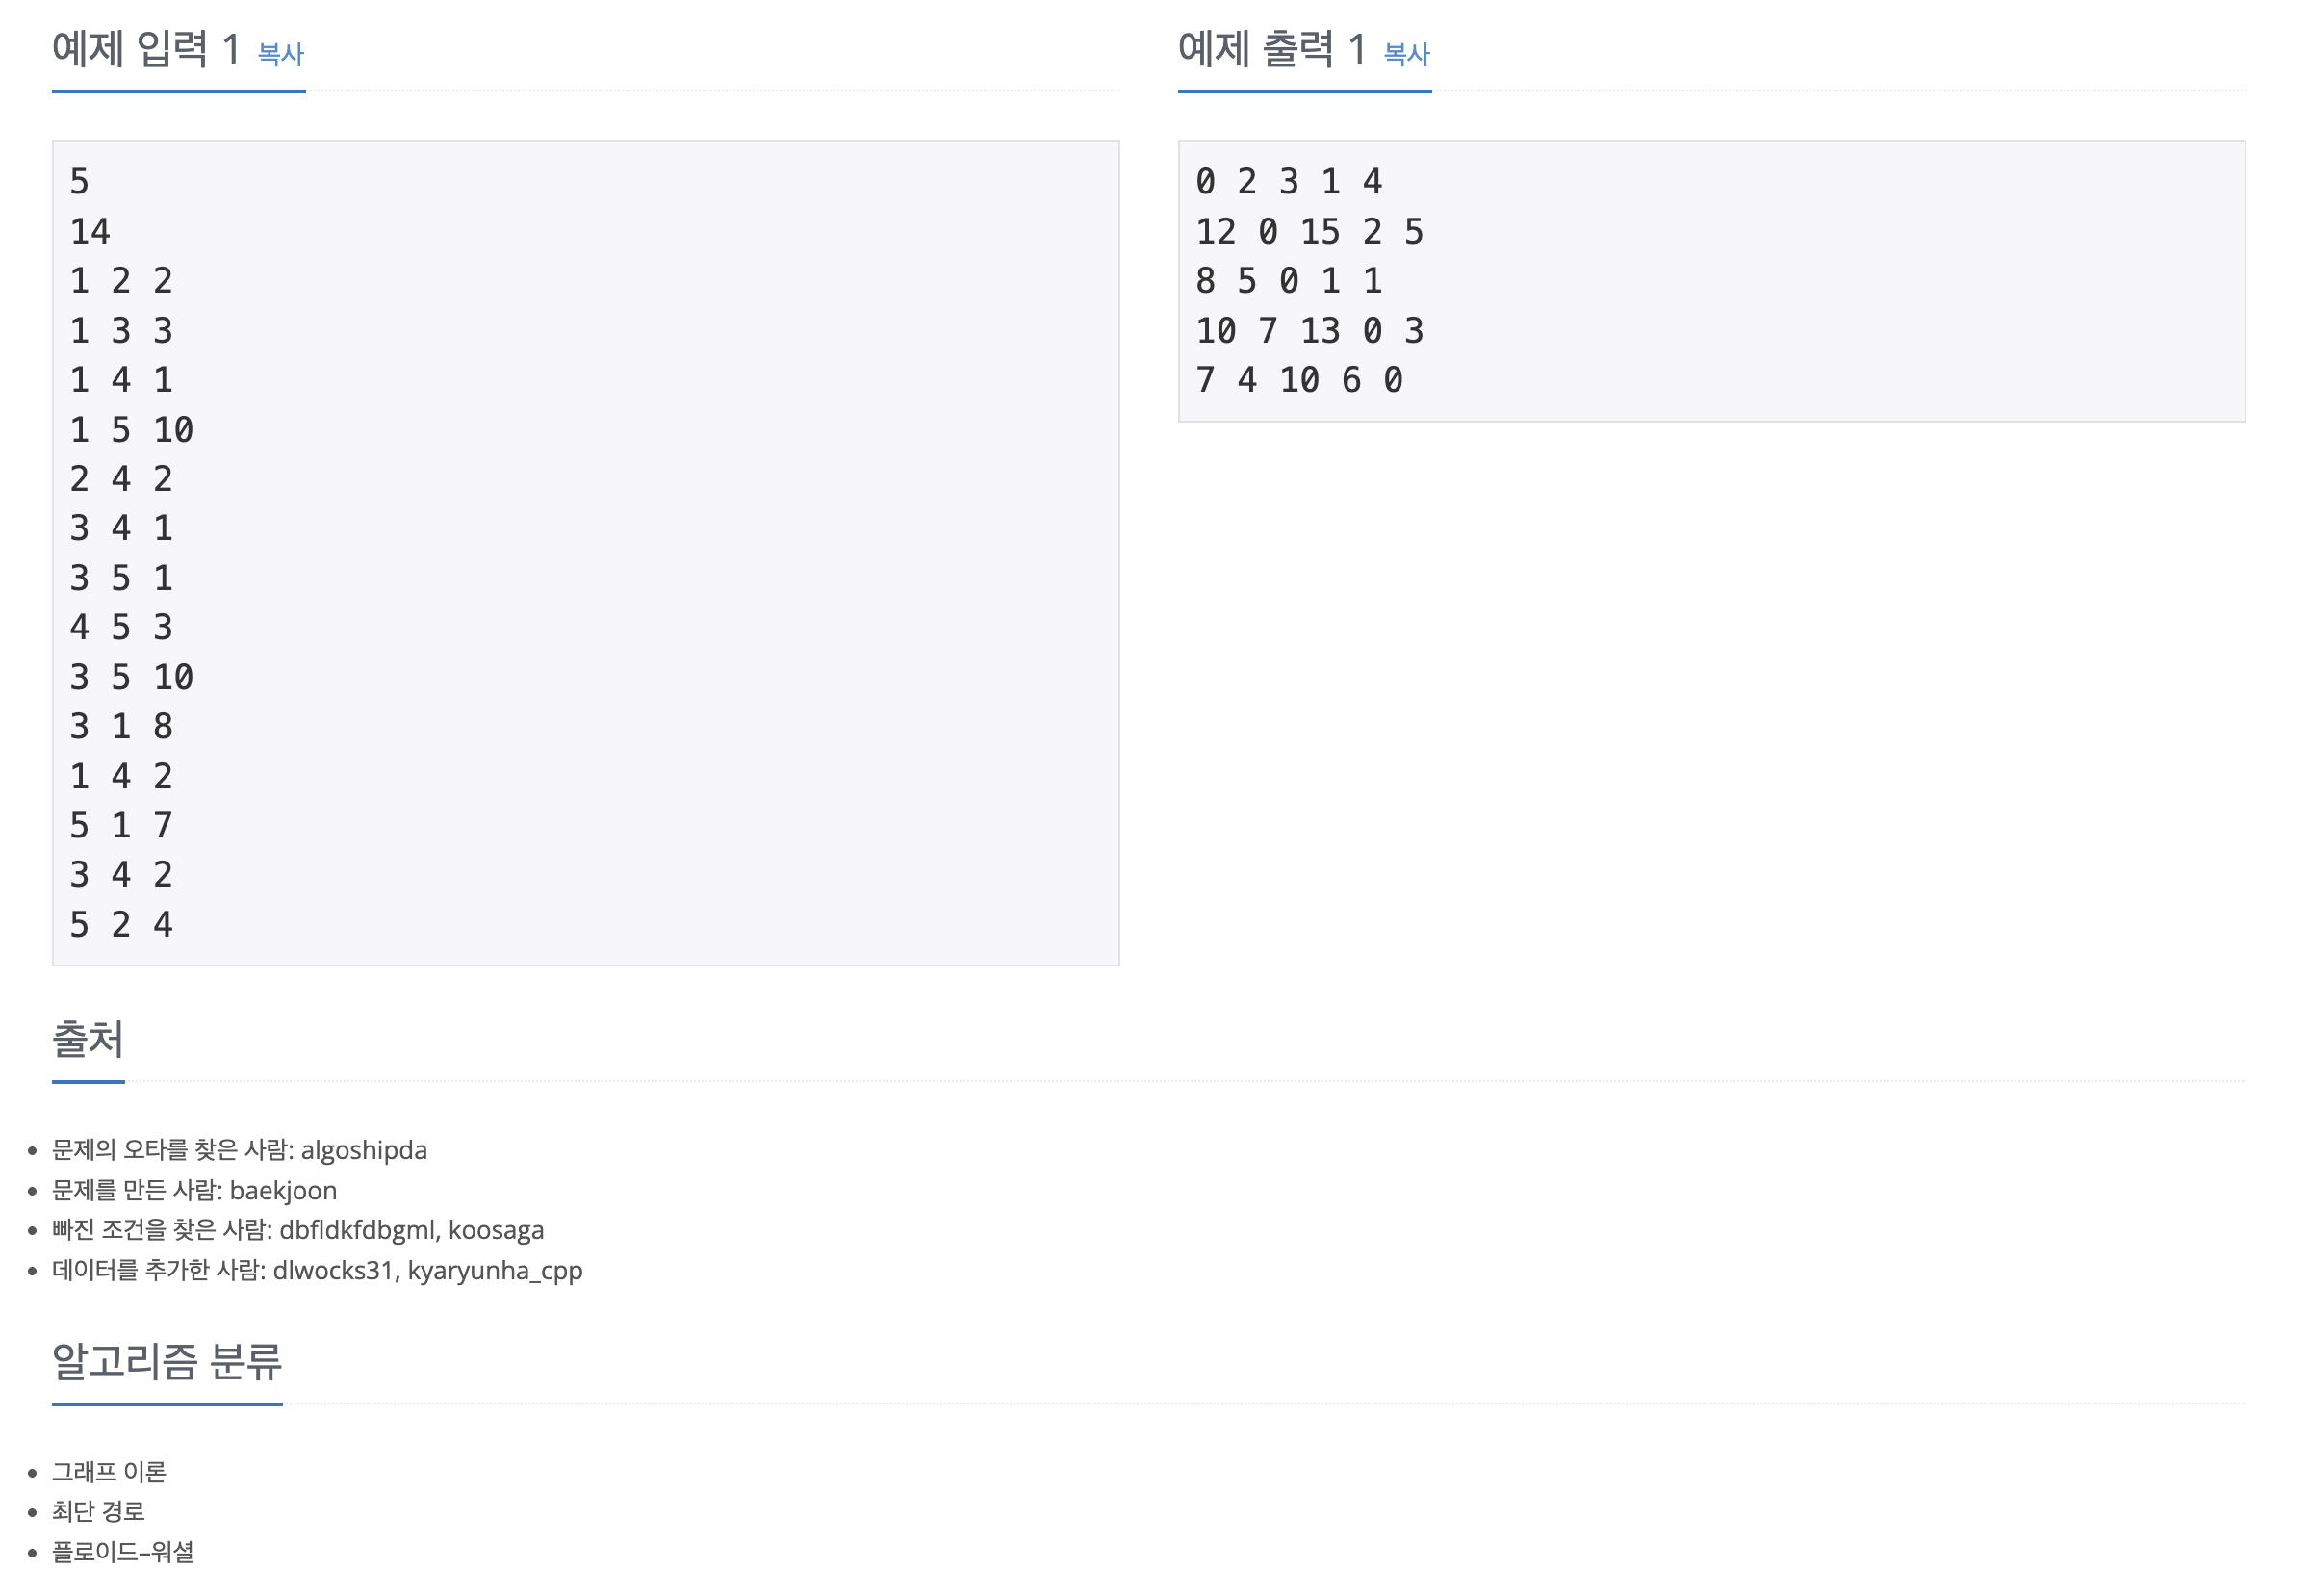 예제 입력 1 복사
5
14
1 2 2
1 3 3
1 4 1
1 5 10
2 4 2
3 4 1
3 5 1
4 5 3
3 5 10
3 1 8
1 4 2
5 1 7
3 4 2
5 2 4
예제 출력 1 복사
0 2 3 1 4
12 0 15 2 5
8 5 0 1 1
10 7 13 0 3
7 4 10 6 0
출처
문제의 오타를 찾은 사람: algoshipda
문제를 만든 사람: baekjoon
빠진 조건을 찾은 사람: dbfldkfdbgml, koosaga
데이터를 추가한 사람: dlwocks31, kyaryunha_cpp
알고리즘 분류
그래프 이론
최단 경로
플로이드–워셜